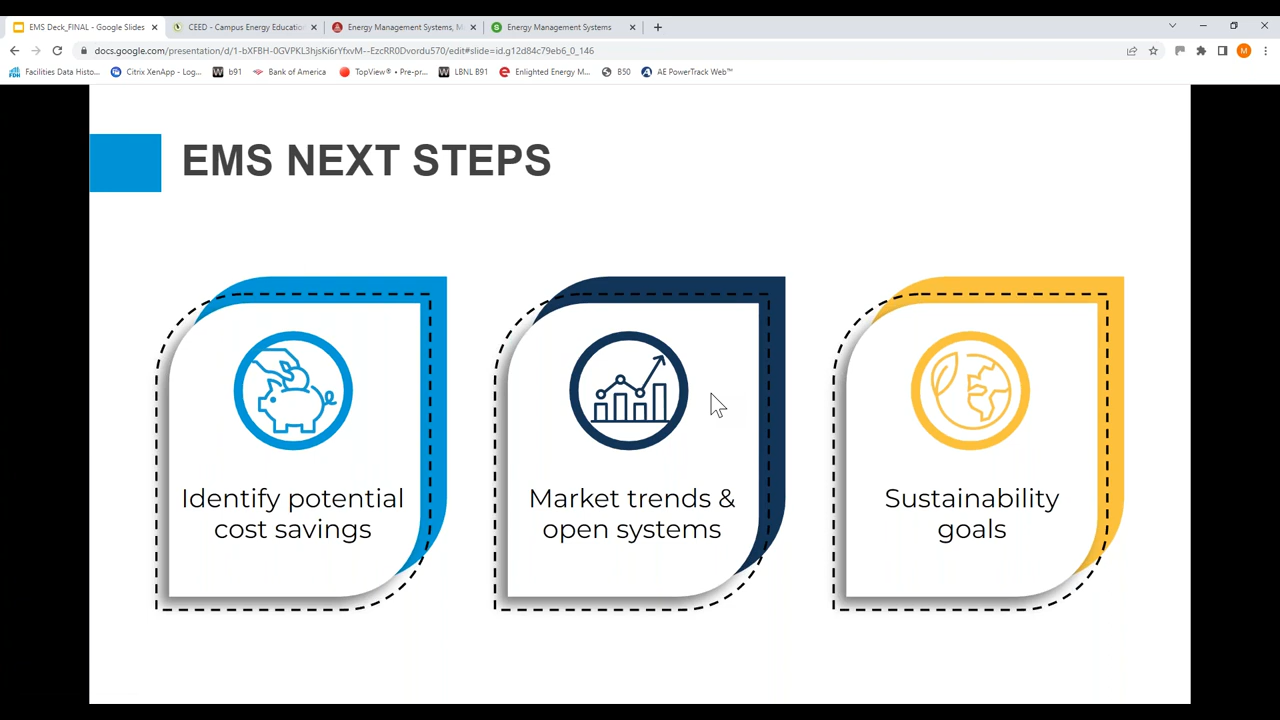 EMS Deck_FINAL - Google Slides
CEED - Campus Energy Education
Energy Management Systems, M
Energy Management Systems
docs.google.com/presentation/d/1-bXFBH-0GVPKL3hjsKi6rYfxvM--EzcRR0Dvordu570/edit#slide=id.g12d84c79eb6_0_146
M
Facilities Data Histo...
Citrix XenApp - Log...
b91
Bank of America
TopView® • Pre-pr...
LBNL B91
Enlighted Energy M...
B50
AE PowerTrack Web™
EMS NEXT STEPS
Identify potential
cost savings
Market trends &
open systems
Sustainability
goals